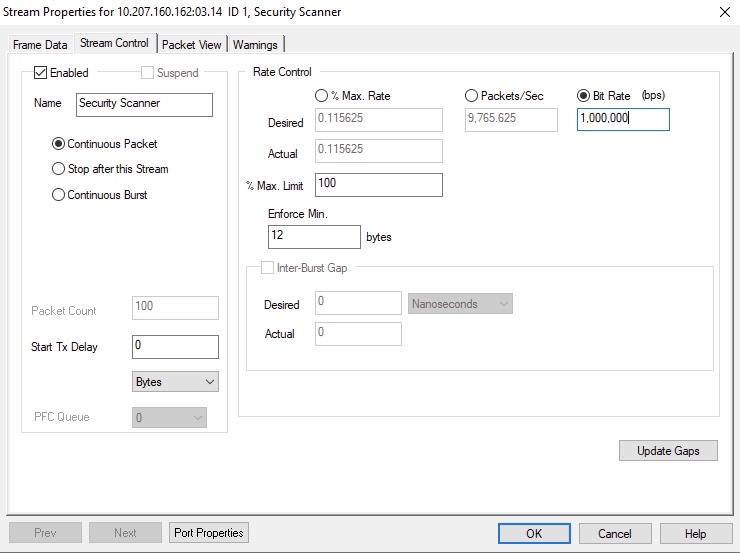 Stream Properties for 10.207.160.162:03.14 ID 1, Security Scanner
Frame Data Stream Control Packet View Warnings
Enabled Suspend
Name Security Scanner
Continuous Packet
Stop after this Stream
Continuous Burst
Packet Count 100
Start Tx Delay 0
Bytes
PFC Queue 0
Rate Control
% Max. Rate Packets/Sec Bit Rate (bps)
Desired 0.115625 9,765.625 1,000,000
Actual 0.115625
% Max. Limit 100
Enforce Min.
12 bytes
Inter-Burst Gap
Desired 0 Nanoseconds
Actual 0
Update Gaps
Prev Next Port Properties OK Cancel Help